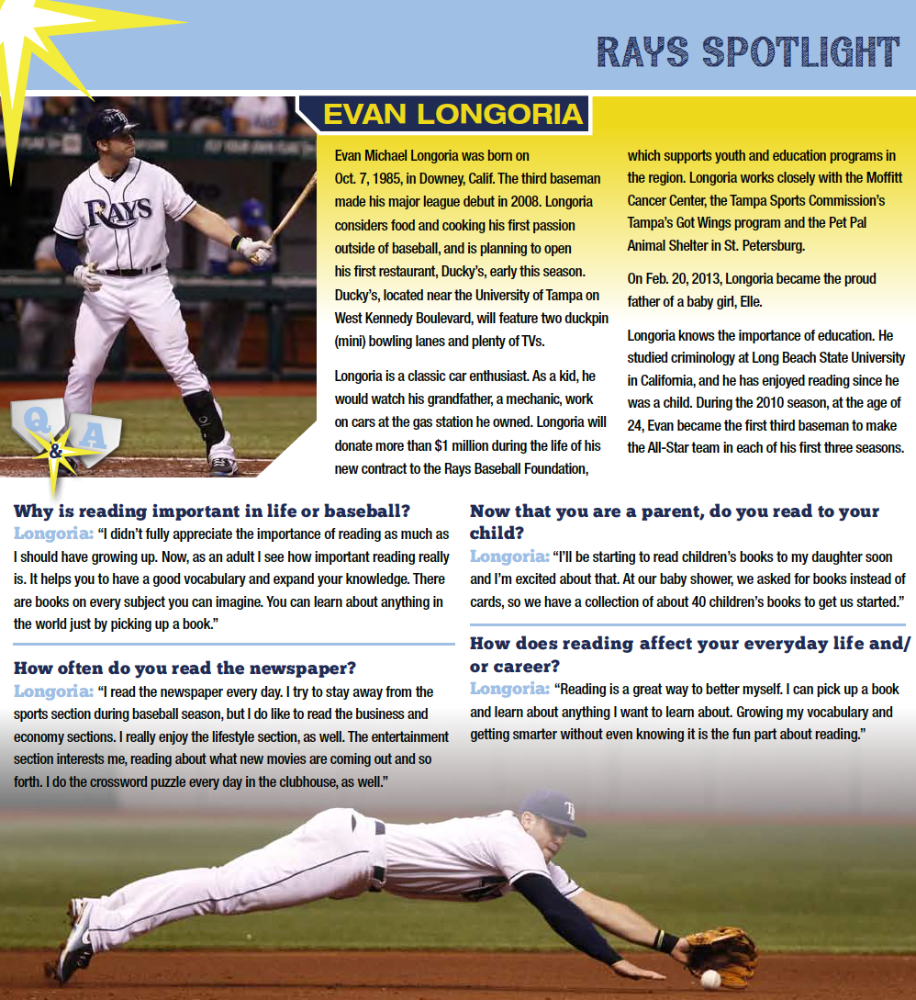 RAYS SPOTLIGHT
EVAN LONGORIA
Evan Michael Longoria was born on
Oct. 7, 1985, in Downey, Calif. The third baseman
made his major league debut in 2008. Longoria
considers food and cooking his first passion
outside of baseball, and is planning to open
his first restaurant, Ducky’s, early this season.
Ducky’s, located near the University of Tampa on
West Kennedy Boulevard, will feature two duckpin
(mini) bowling lanes and plenty of TVs.
Longoria is a classic car enthusiast. As a kid, he
would watch his grandfather, a mechanic, work
on cars at the gas station he owned. Longoria will
donate more than $1 million during the life of his
new contract to the Rays Baseball Foundation,
which supports youth and education programs in
the region. Longoria works closely with the Moffitt
Cancer Center, the Tampa Sports Commission’s
Tampa’s Got Wings program and the Pet Pal
Animal Shelter in St. Petersburg.
On Feb. 20, 2013, Longoria became the proud
father of a baby girl, Elle.
Longoria knows the importance of education. He
studied criminology at Long Beach State University
in California, and he has enjoyed reading since he
was a child. During the 2010 season, at the age of
24, Evan became the first third baseman to make
the All-Star team in each of his first three seasons.
RAYS
Q & A
Why is reading important in life or baseball?
Longoria: “I didn’t fully appreciate the importance of reading as much as
I should have growing up. Now, as an adult I see how important reading really
is. It helps you to have a good vocabulary and expand your knowledge. There
are books on every subject you can imagine. You can learn about anything in
the world just by picking up a book.”
How often do you read the newspaper?
Longoria: “I read the newspaper every day. I try to stay away from the
sports section during baseball season, but I do like to read the business and
economy sections. I really enjoy the lifestyle section, as well. The entertainment
section interests me, reading about what new movies are coming out and so
forth. I do the crossword puzzle every day in the clubhouse, as well.”
Now that you are a parent, do you read to your
child?
Longoria: “I’ll be starting to read children’s books to my daughter soon
and I’m excited about that. At our baby shower, we asked for books instead of
cards, so we have a collection of about 40 children’s books to get us started.”
How does reading affect your everyday life and/
or career?
Longoria: “Reading is a great way to better myself. I can pick up a book
and learn about anything I want to learn about. Growing my vocabulary and
getting smarter without even knowing it is the fun part about reading.”
TB